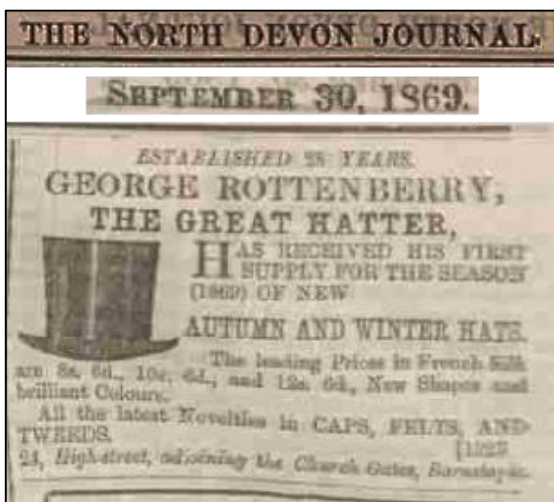 THE NORTH DEVON JOURNAL.
SEPTEMBER 30, 1869.
ESTABLISHED 28 YEARS.
GEORGE ROTTENBERRY,
THE GREAT HATTER,
HAS RECEIVED HIS FIRST
SUPPLY FOR THE SEASON
(1869) OF NEW
AUTUMN AND WINTER HATS.
The leading Prices in French Silk
are 8s. 6d., 10s. 6d., and 12s. 6d., New Shapes and
brilliant Colours.
All the latest Novelties in CAPS, FELTS, AND
TWEEDS.
24, High-street, adjoining the Church Gates, Barnstaple.